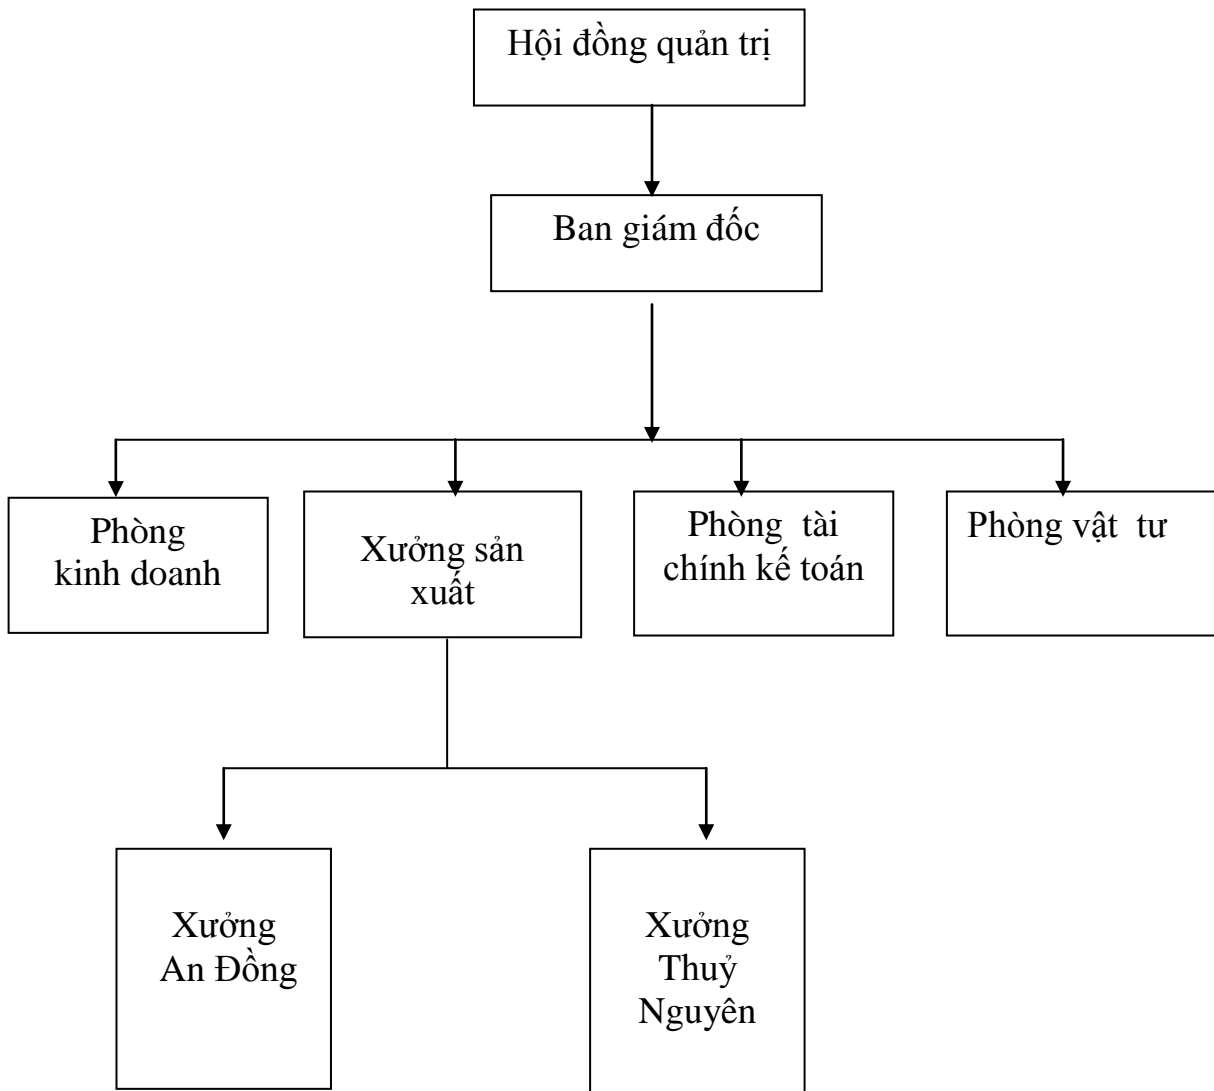 Hội đồng quản trị
Ban giám đốc
Phòng
kinh doanh
Xưởng sản
xuất
Phòng tài
chính kế toán
Phòng vật tư
Xưởng
An Đồng
Xưởng
Thuỷ
Nguyên